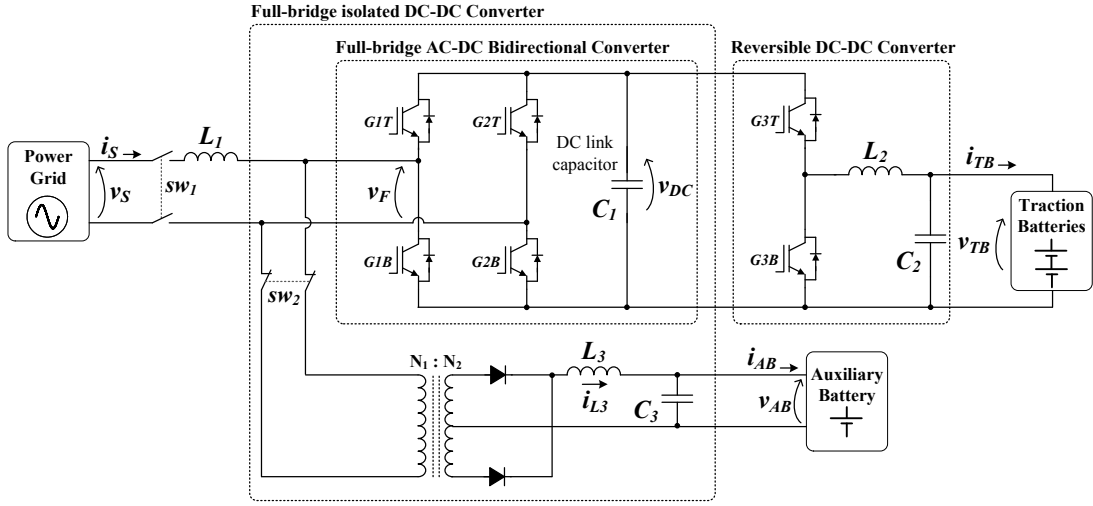 Full-bridge isolated DC-DC Converter
Full-bridge AC-DC Bidirectional Converter
Reversible DC-DC Converter
Power
Grid
iS
vS
sw1
L1
vF
G1T
G2T
G1B
G2B
DC link
capacitor
C1
vDC
G3T
G3B
L2
C2
iTB
vTB
Traction
Batteries
sw2
N1 : N2
L3
iL3
C3
iAB
vAB
Auxiliary
Battery